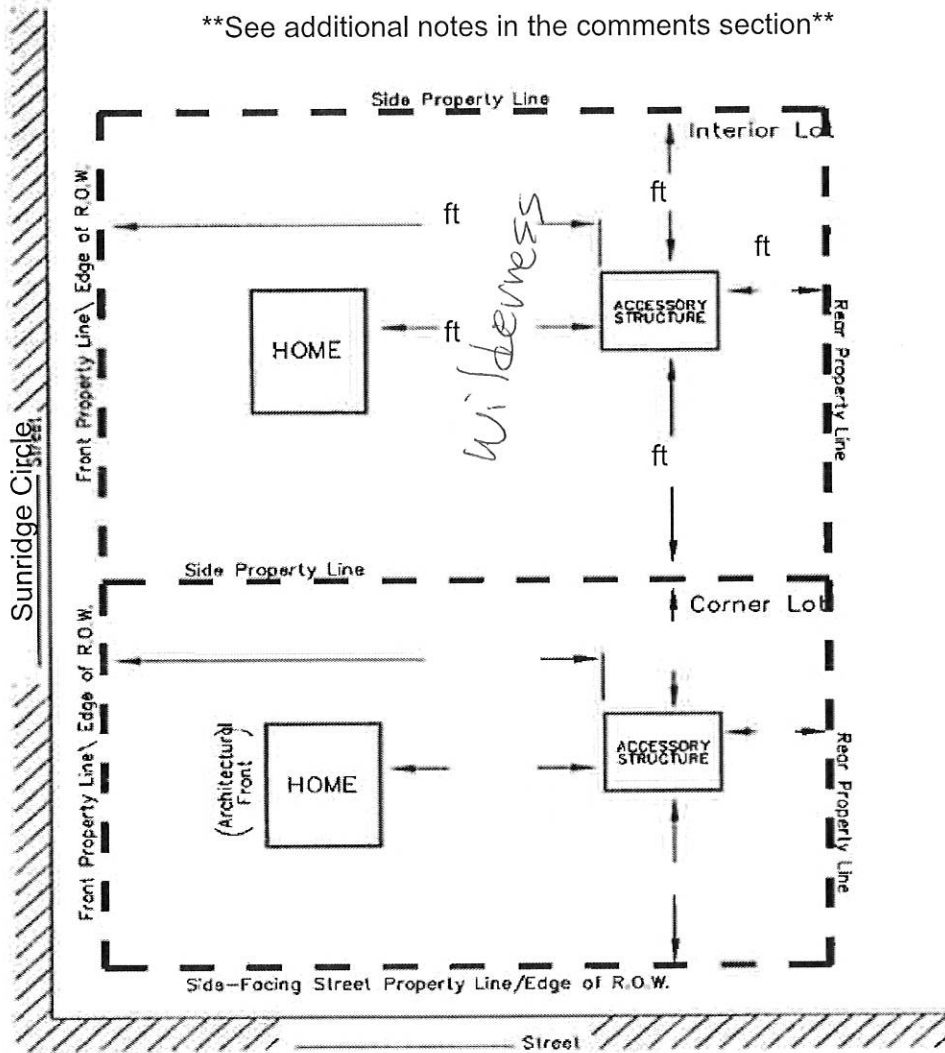 **See additional notes in the comments section**
Side Property Line
Interior Lot
Front Property Line\ Edge of R.O.W.
ft
ft
ft
Wilderness
ACCESSORY
STRUCTURE
HOME
ft
ft
Rear Property Line
Sunridge Circle
Street
Side Property Line
Corner Lot
Front Property Line\ Edge of R.O.W.
(Architectural
Front)
HOME
ACCESSORY
STRUCTURE
Rear Property Line
Side-Facing Street Property Line/Edge of R.O.W.
Street